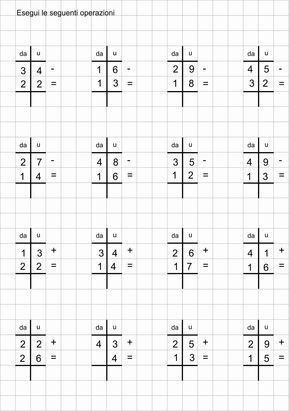 Esegui le seguenti operazioni
da u da u da u da u
3 4 - 1 6 - 2 9 - 4 5 -
2 2 = 1 3 = 1 8 = 3 2 =
da u da u da u da u
2 7 - 4 8 - 3 5 - 4 9 -
1 4 = 1 6 = 1 2 = 1 3 =
da u da u da u da u
1 3 + 3 4 + 2 6 + 4 1 +
2 2 = 1 4 = 1 7 = 1 6 =
da u da u da u da u
2 2 + 4 3 + 2 5 + 2 9 +
2 6 = 4 = 1 3 = 1 5 =